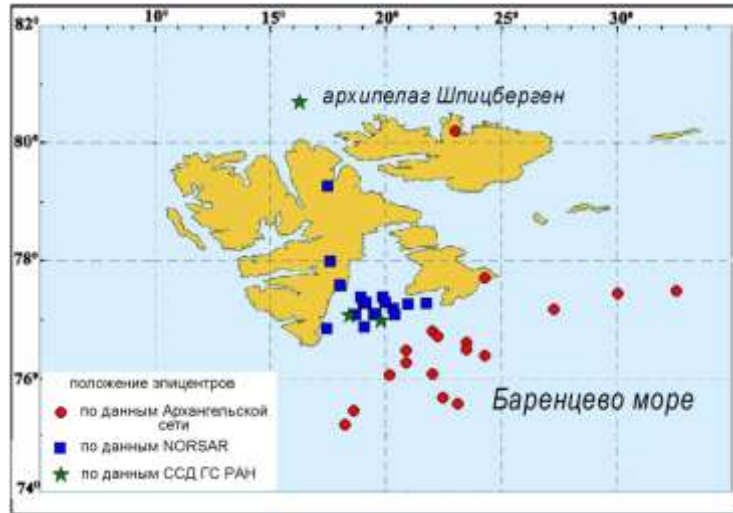 82°
10°
15°
20°
25°
30°
архипелаг Шпицберген
80°
78°
76°
74°
Баренцево море
положение эпицентров
по данным Архангельской
сети
по данным NORSAR
по данным ССД ГС РАН